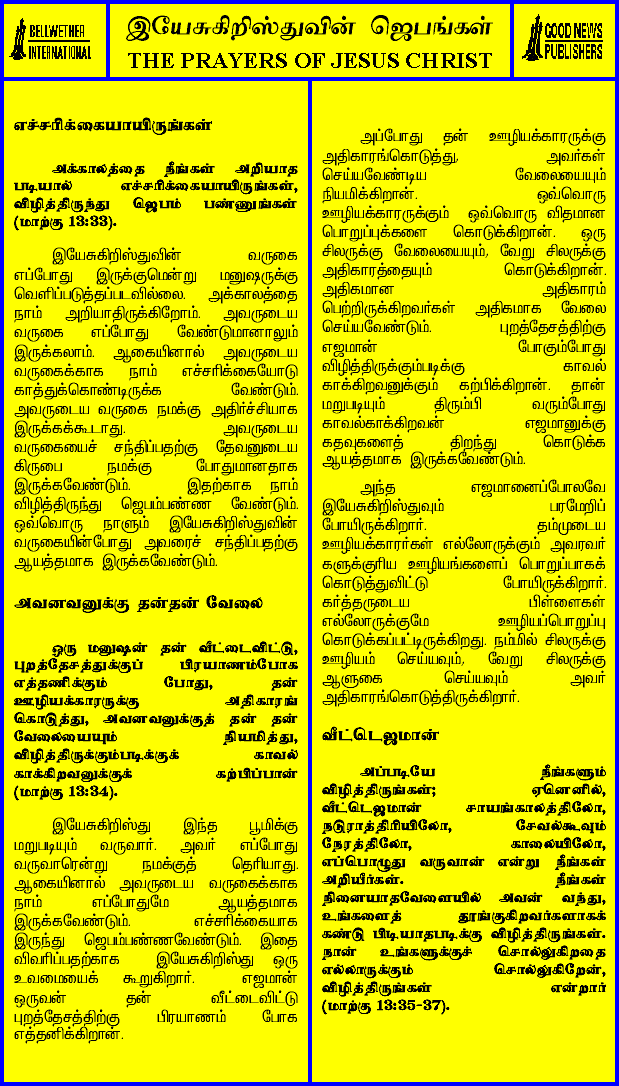 BELLWETHER
INTERNATIONAL
இயேசுகிறிஸ்துவின் ஜெபங்கள்
THE PRAYERS OF JESUS CHRIST
GOOD NEWS
PUBLISHERS
எச்சரிக்கையாயிருங்கள்
அக்காலத்தை நீங்கள் அறியாத
படியால் எச்சரிக்கையாயிருங்கள்,
விழித்திருந்து ஜெபம் பண்ணுங்கள்
(மாற்கு 13:33).
இயேசுகிறிஸ்துவின் வருகை
எப்போது இருக்குமென்று மனுஷருக்கு
வெளிப்படுத்தப்படவில்லை. அக்காலத்தை
நாம் அறியாதிருக்கிறோம். அவருடைய
வருகை எப்போது வேண்டுமானாலும்
இருக்கலாம். ஆகையினால் அவருடைய
வருகைக்காக நாம் எச்சரிக்கையோடு
காத்துக்கொண்டிருக்க வேண்டும்.
அவருடைய வருகை நமக்கு அதிர்ச்சியாக
இருக்கக்கூடாது. அவருடைய
வருகையைச் சந்திப்பதற்கு தேவனுடைய
கிருபை நமக்கு போதுமானதாக
இருக்கவேண்டும். இதற்காக நாம்
விழித்திருந்து ஜெபம்பண்ண வேண்டும்.
ஒவ்வொரு நாளும் இயேசுகிறிஸ்துவின்
வருகையின்போது அவரைச் சந்திப்பதற்கு
ஆயத்தமாக இருக்கவேண்டும்.
அவனவனுக்கு தன்தன் வேலை
ஒரு மனுஷன் தன் வீட்டைவிட்டு,
புறத்தேசத்துக்குப் பிரயாணம்போக
எத்தணிக்கும் போது, தன்
ஊழியக்காரருக்கு அதிகாரங்
கொடுத்து, அவனவனுக்குத் தன் தன்
வேலையையும் நியமித்து,
விழித்திருக்கும்படிக்குக் காவல்
காக்கிறவனுக்குக் கற்பிப்பான்
(மாற்கு 13:34).
இயேசுகிறிஸ்து இந்த பூமிக்கு
மறுபடியும் வருவார். அவர் எப்போது
வருவாரென்று நமக்குத் தெரியாது.
ஆகையினால் அவருடைய வருகைக்காக
நாம் எப்போதுமே ஆயத்தமாக
இருக்கவேண்டும். எச்சரிக்கையாக
இருந்து ஜெபம்பண்ணவேண்டும். இதை
விவரிப்பதற்காக இயேசுகிறிஸ்து ஒரு
உவமையைக் கூறுகிறார். எஜமான்
ஒருவன் தன் வீட்டைவிட்டு
புறத்தேசத்திற்கு பிரயாணம் போக
எத்தனிக்கிறான்.
அப்போது தன் ஊழியக்காரருக்கு
அதிகாரங்கொடுத்து, அவர்கள்
செய்யவேண்டிய வேலையையும்
நியமிக்கிறான். ஒவ்வொரு
ஊழியக்காரருக்கும் ஒவ்வொரு விதமான
பொறுப்புக்களை கொடுக்கிறான். ஒரு
சிலருக்கு வேலையையும், வேறு சிலருக்கு
அதிகாரத்தையும் கொடுக்கிறான்.
அதிகமான அதிகாரம்
பெற்றிருக்கிறவர்கள் அதிகமாக வேலை
செய்யவேண்டும். புறத்தேசத்திற்கு
எஜமான் போகும்போது
விழித்திருக்கும்படிக்கு காவல்
காக்கிறவனுக்கும் கற்பிக்கிறான். தான்
மறுபடியும் திரும்பி வரும்போது
காவல்காக்கிறவன் எஜமானுக்கு
கதவுகளைத் திறந்து கொடுக்க
ஆயத்தமாக இருக்கவேண்டும்.
அந்த எஜமானைப்போலவே
இயேசுகிறிஸ்துவும் பரமேறிப்
போயிருக்கிறார். தம்முடைய
ஊழியக்காரர்கள் எல்லோருக்கும் அவரவர்
களுக்குரிய ஊழியங்களைப் பொறுப்பாகக்
கொடுத்துவிட்டு போயிருக்கிறார்.
கர்த்தருடைய பிள்ளைகள்
எல்லோருக்குமே ஊழியப்பொறுப்பு
கொடுக்கப்பட்டிருக்கிறது. நம்மில் சிலருக்கு
ஊழியம் செய்யவும், வேறு சிலருக்கு
ஆளுகை செய்யவும் அவர்
அதிகாரங்கொடுத்திருக்கிறார்.
வீட்டெஜமான்
அப்படியே நீங்களும்
விழித்திருங்கள்; ஏனெனில்,
வீட்டெஜமான் சாயங்காலத்திலோ,
நடுராத்திரியிலோ, சேவல்கூவும்
நேரத்திலோ, காலையிலோ,
எப்பொழுது வருவான் என்று நீங்கள்
அறியீர்கள். நீங்கள்
நினையாதவேளையில் அவன் வந்து,
உங்களைத் தூங்குகிறவர்களாகக்
கண்டு பிடியாதபடிக்கு விழித்திருங்கள்.
நான் உங்களுக்குச் சொல்லுகிறதை
எல்லாருக்கும் சொல்லுகிறேன்,
விழித்திருங்கள் என்றார்
(மாற்கு 13:35-37).